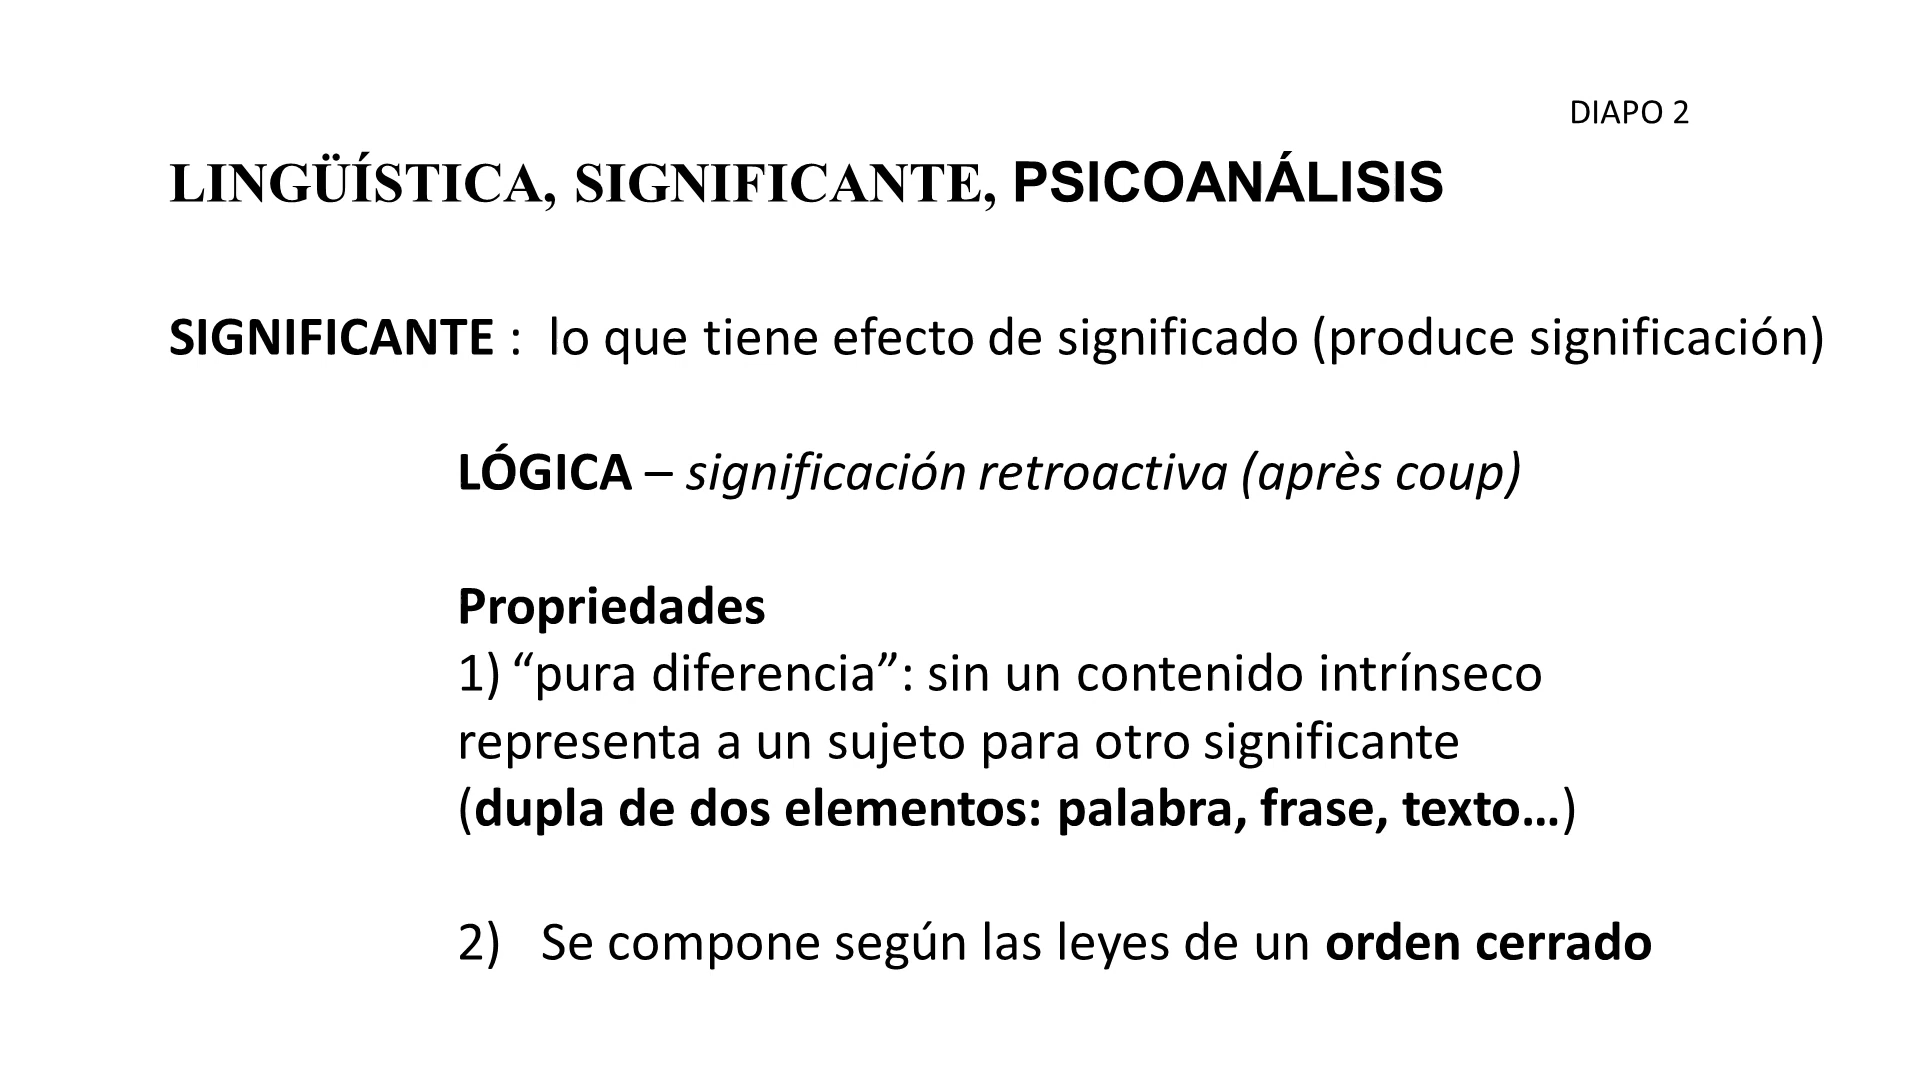 DIAPO 2
LINGÜÍSTICA, SIGNIFICANTE, PSICOANÁLISIS
SIGNIFICANTE : lo que tiene efecto de significado (produce significación)
LÓGICA – significación retroactiva (après coup)
Propriedades
1) “pura diferencia”: sin un contenido intrínseco
representa a un sujeto para otro significante
(dupla de dos elementos: palabra, frase, texto…)
2) Se compone según las leyes de un orden cerrado